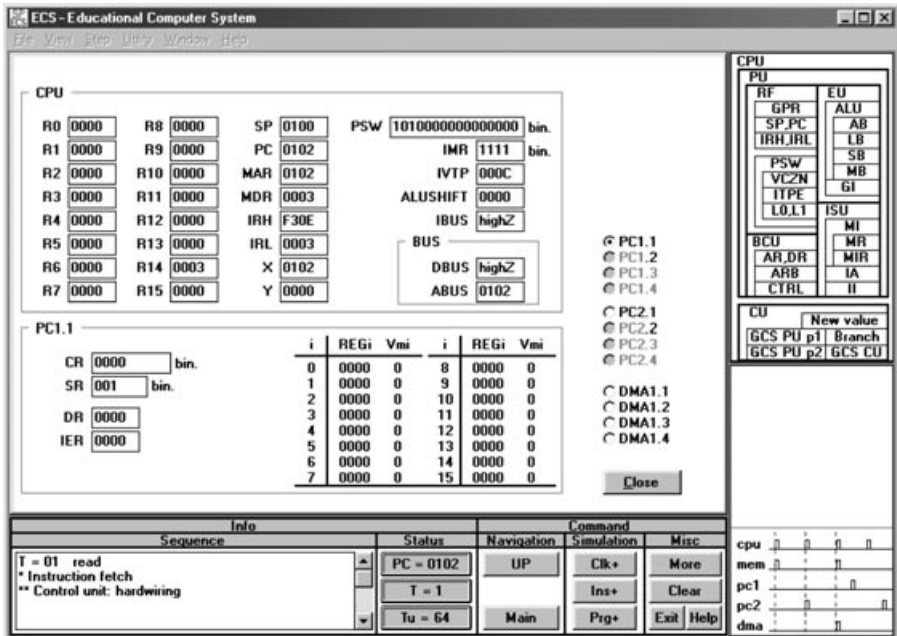 ECS - Educational Computer System
File View Step Utility Window Help
CPU
R0 0000 R8 0000 SP 0100 PSW 1010000000000000 bin.
R1 0000 R9 0000 PC 0102 IMR 1111 bin.
R2 0000 R10 0000 MAR 0102 IVTP 000C
R3 0000 R11 0000 MDR 0003 ALUSHIFT 0000
R4 0000 R12 0000 IRH F30E IBUS highZ
R5 0000 R13 0000 IRL 0003 BUS
R6 0000 R14 0003 X 0102 DBUS highZ
R7 0000 R15 0000 Y 0000 ABUS 0102
PC1.1
CR 0000 bin.
SR 001 bin.
DR 0000
IER 0000
i REGi Vmi i REGi Vmi
0 0000 0 8 0000 0
1 0000 0 9 0000 0
2 0000 0 10 0000 0
3 0000 0 11 0000 0
4 0000 0 12 0000 0
5 0000 0 13 0000 0
6 0000 0 14 0000 0
7 0000 0 15 0000 0
PC1.1
PC1.2
PC1.3
PC1.4
PC2.1
PC2.2
PC2.3
PC2.4
DMA1.1
DMA1.2
DMA1.3
DMA1.4
Close
CPU
PU
RF
GPR
SP,PC
IRH,IRL
PSW
VCZN
ITPE
L0,L1
BCU
AR,DR
ARB
CTRL
EU
ALU
AB
LB
SB
MB
GI
ISU
MI
MR
MIR
IA
II
CU
New value
GCS PU p1 Branch
GCS PU p2 GCS CU
Info Command
Sequence Status Navigation Simulation Misc
T = 01 read
* Instruction fetch
** Control unit: hardwiring
PC = 0102
T = 1
Tu = 64
UP Clk+ More
Ins+ Clear
Main Prg+ Exit Help
cpu
mem
pc1
pc2
dma